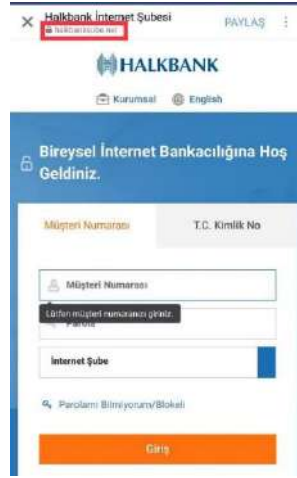 Halkbank İnternet Şubesi
PAYLAŞ
HALKBANK
Kurumsal
English
Bireysel İnternet Bankacılığına Hoş
Geldiniz.
Müşteri Numarası
T.C. Kimlik No
Müşteri Numarası
Lütfen müşteri numaranızı giriniz.
Parola
İnternet Şube
Parolamı Bilmiyorum/Blokeli
Giriş